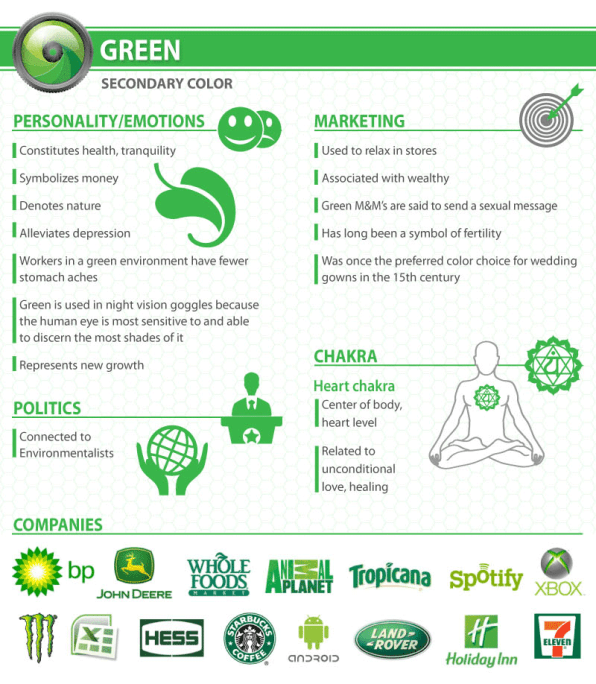 GREEN
SECONDARY COLOR
PERSONALITY/EMOTIONS
Constitutes health, tranquility
Symbolizes money
Denotes nature
Alleviates depression
Workers in a green environment have fewer
stomach aches
Green is used in night vision goggles because
the human eye is most sensitive to and able
to discern the most shades of it
Represents new growth
POLITICS
Connected to
Environmentalists
MARKETING
Used to relax in stores
Associated with wealthy
Green M&M's are said to send a sexual message
Has long been a symbol of fertility
Was once the preferred color choice for wedding
gowns in the 15th century
CHAKRA
Heart chakra
Center of body,
heart level
Related to
unconditional
love, healing
COMPANIES
bp
JOHN DEERE
WHOLE
FOODS
MARKET
ANIMAL
PLANET
Tropicana
Spotify
XBOX
HESS
STARBUCKS
COFFEE
ANDROID
LAND
ROVER
H
Holiday Inn
7
ELEVEN